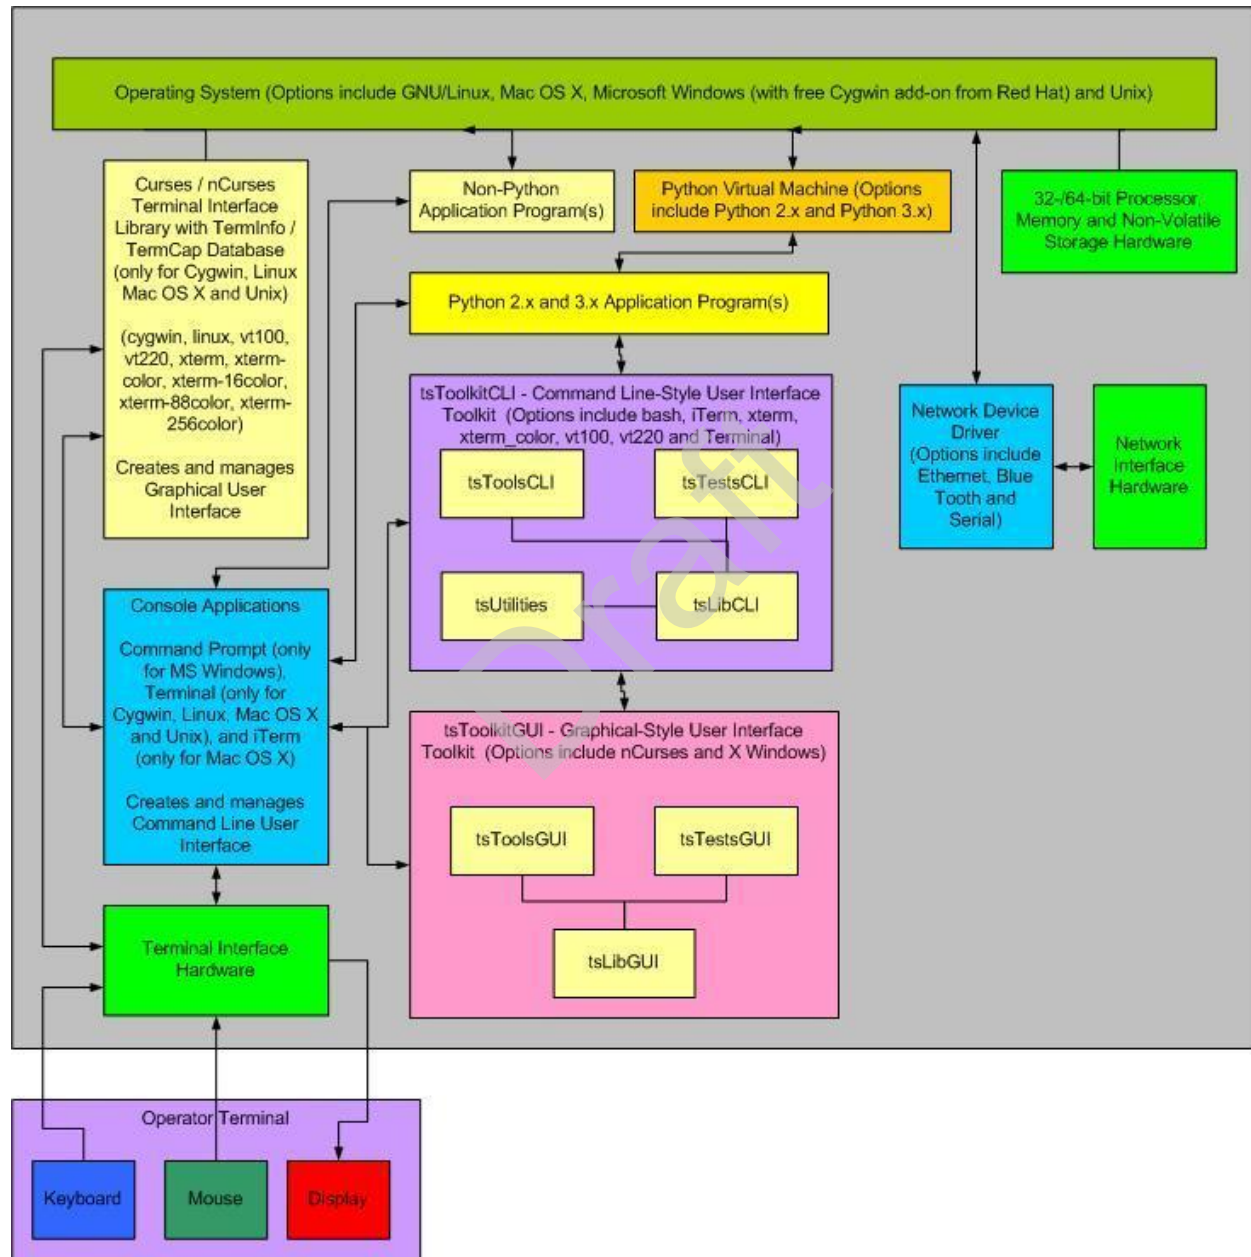 Operating System (Options include GNU/Linux, Mac OS X, Microsoft Windows (with free Cygwin add-on from Red Hat) and Unix)
Curses / nCurses
Terminal Interface
Library with TermInfo /
TermCap Database
(only for Cygwin, Linux
Mac OS X and Unix)
(cygwin, linux, vt100,
vt220, xterm, xterm-
color, xterm-16color,
xterm-88color, xterm-
256color)
Creates and manages
Graphical User
Interface
Non-Python
Application Program(s)
Python Virtual Machine (Options
include Python 2.x and Python 3.x)
32-/64-bit Processor,
Memory and Non-Volatile
Storage Hardware
Python 2.x and 3.x Application Program(s)
tsToolkitCLI - Command Line-Style User Interface
Toolkit (Options include bash, iTerm, xterm,
xterm_color, vt100, vt220 and Terminal)
tsToolsCLI
tsTestsCLI
tsUtilities
tsLibCLI
Network Device
Driver
(Options include
Ethernet, Blue
Tooth and
Serial)
Network
Interface
Hardware
Console Applications
Command Prompt (only
for MS Windows),
Terminal (only for
Cygwin, Linux, Mac OS X
and Unix), and iTerm
(only for Mac OS X)
Creates and manages
Command Line User
Interface
tsToolkitGUI - Graphical-Style User Interface
Toolkit (Options include nCurses and X Windows)
tsToolsGUI
tsTestsGUI
tsLibGUI
Terminal Interface
Hardware
Operator Terminal
Keyboard
Mouse
Display
Draft